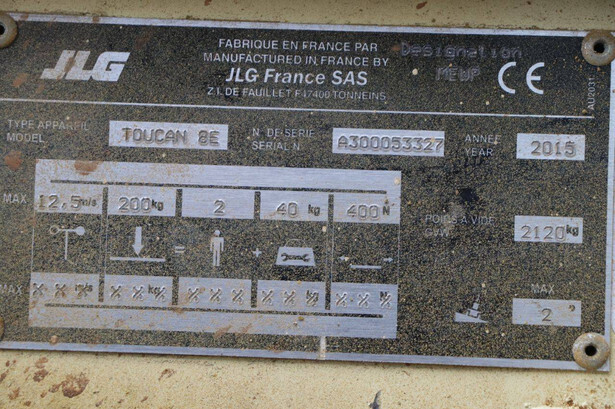 JLG
FABRIQUE EN FRANCE PAR
MANUFACTURED IN FRANCE BY
JLG France SAS
Z.I. DE FAUILLET F47400 TONNEINS
Designation
MEWP
CE
AU2011
TYPE APPAREIL
MODEL
TOUCAN 8E
N. DE SERIE
SERIAL N.
A300053327
ANNEE
YEAR
2015
MAX 12,5m/s 200kg 2 40 kg 400N
POIDS A VIDE
GVW
2120kg
= +
MAX X X m/s X X kg X X X X X kg X X N
MAX
2 °